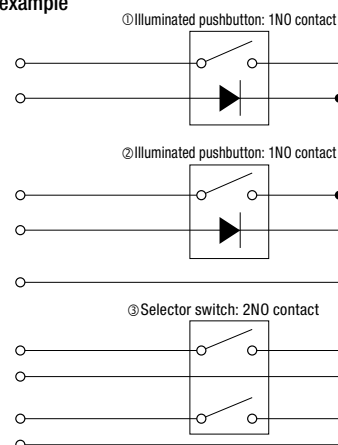 example
①Illuminated pushbutton: 1NO contact
②Illuminated pushbutton: 1NO contact
③Selector switch: 2NO contact